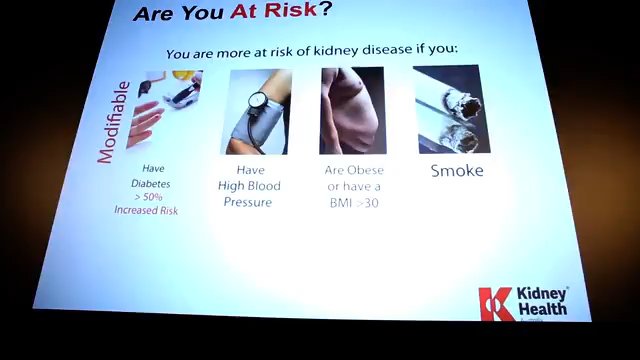 Are You At Risk?
You are more at risk of kidney disease if you:
Modifiable
Have
Diabetes
> 50%
Increased Risk
Have
High Blood
Pressure
Are Obese
or have a
BMI >30
Smoke
Kidney
Health